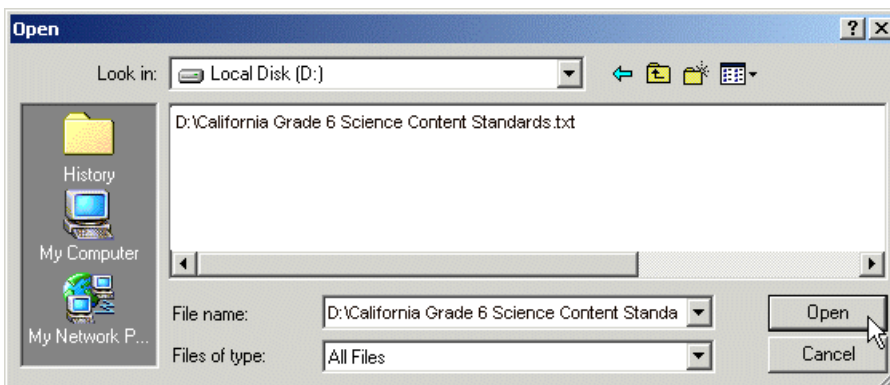 Open
Look in:
Local Disk (D:)
D:\California Grade 6 Science Content Standards.txt
History
My Computer
My Network P...
File name:
D:\California Grade 6 Science Content Standa
Open
Files of type:
All Files
Cancel